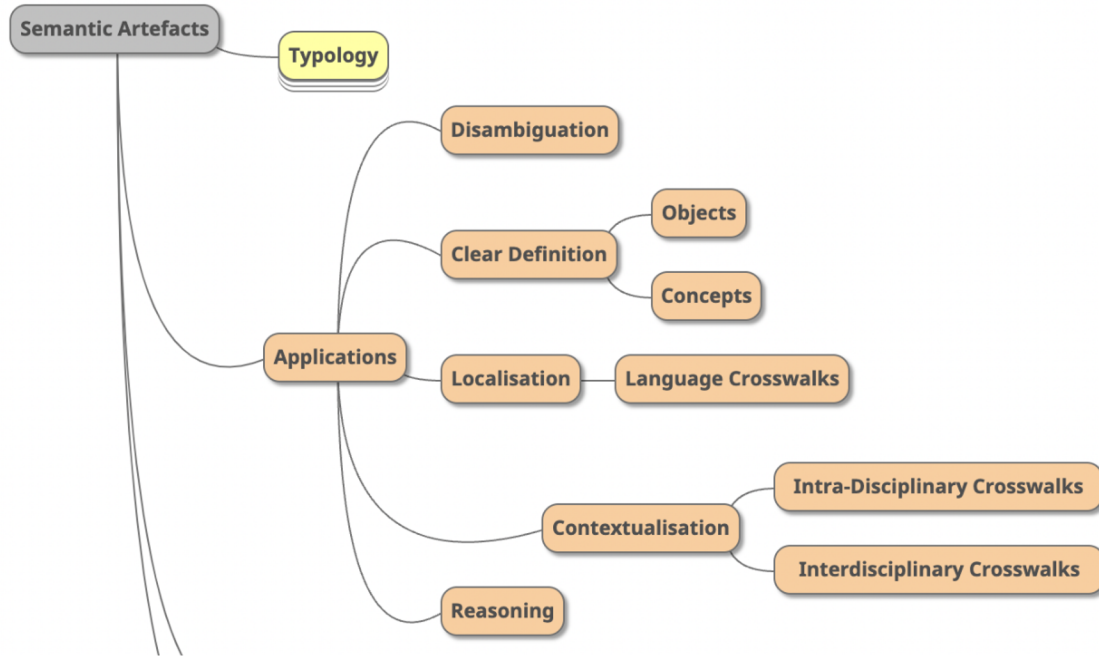 Semantic Artefacts
Typology
Disambiguation
Objects
Clear Definition
Concepts
Applications
Localisation
Language Crosswalks
Intra-Disciplinary Crosswalks
Contextualisation
Interdisciplinary Crosswalks
Reasoning